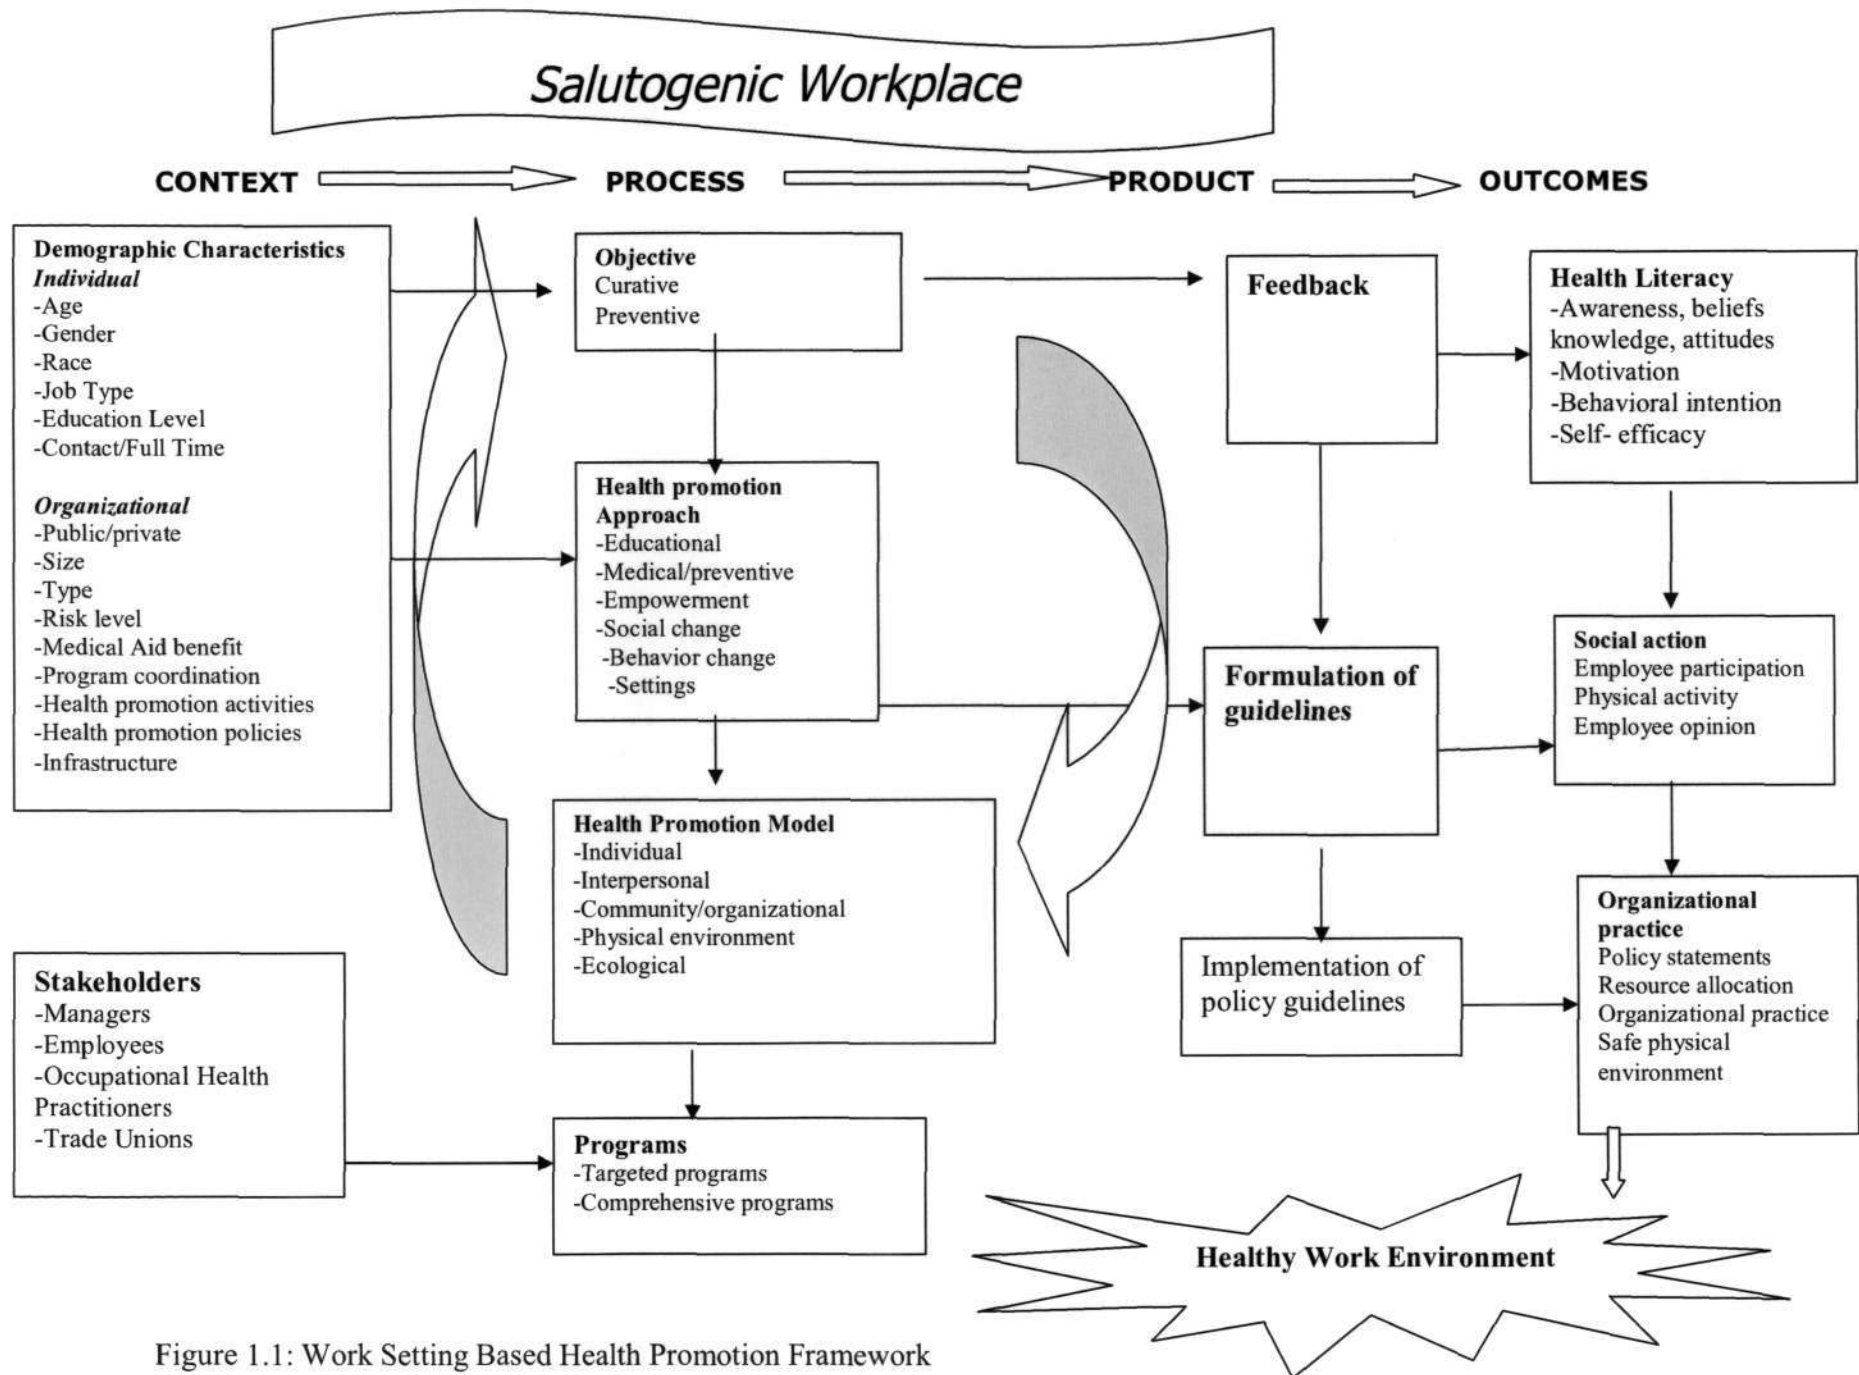 Salutogenic Workplace
CONTEXT
PROCESS
PRODUCT
OUTCOMES
Demographic Characteristics
Individual
-Age
-Gender
-Race
-Job Type
-Education Level
-Contact/Full Time
Organizational
-Public/private
-Size
-Type
-Risk level
-Medical Aid benefit
-Program coordination
-Health promotion activities
-Health promotion policies
-Infrastructure
Stakeholders
-Managers
-Employees
-Occupational Health
Practitioners
-Trade Unions
Objective
Curative
Preventive
Health promotion
Approach
-Educational
-Medical/preventive
-Empowerment
-Social change
-Behavior change
-Settings
Health Promotion Model
-Individual
-Interpersonal
-Community/organizational
-Physical environment
-Ecological
Programs
-Targeted programs
-Comprehensive programs
Feedback
Formulation of
guidelines
Implementation of
policy guidelines
Health Literacy
-Awareness, beliefs
knowledge, attitudes
-Motivation
-Behavioral intention
-Self- efficacy
Social action
Employee participation
Physical activity
Employee opinion
Organizational
practice
Policy statements
Resource allocation
Organizational practice
Safe physical
environment
Healthy Work Environment
Figure 1.1: Work Setting Based Health Promotion Framework